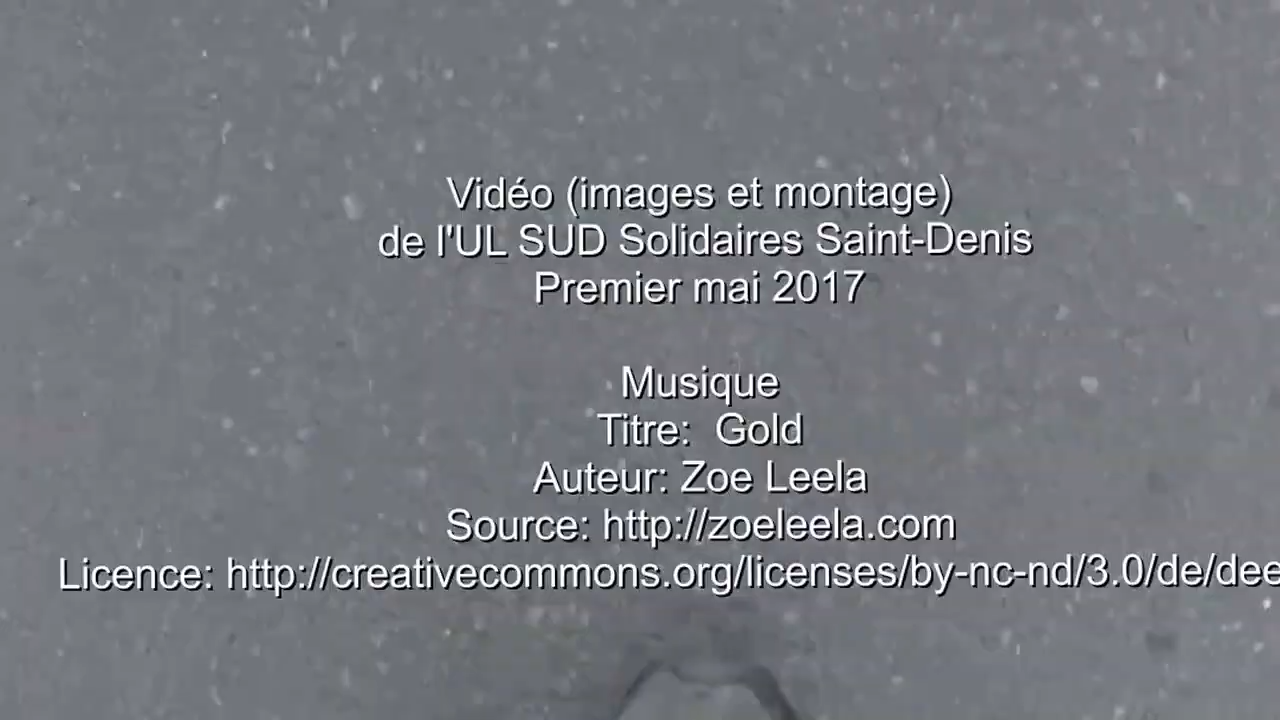 Vidéo (images et montage)
de l'UL SUD Solidaires Saint-Denis
Premier mai 2017
Musique
Titre: Gold
Auteur: Zoe Leela
Source: http://zoeleela.com
Licence: http://creativecommons.org/licenses/by-nc-nd/3.0/de/dee